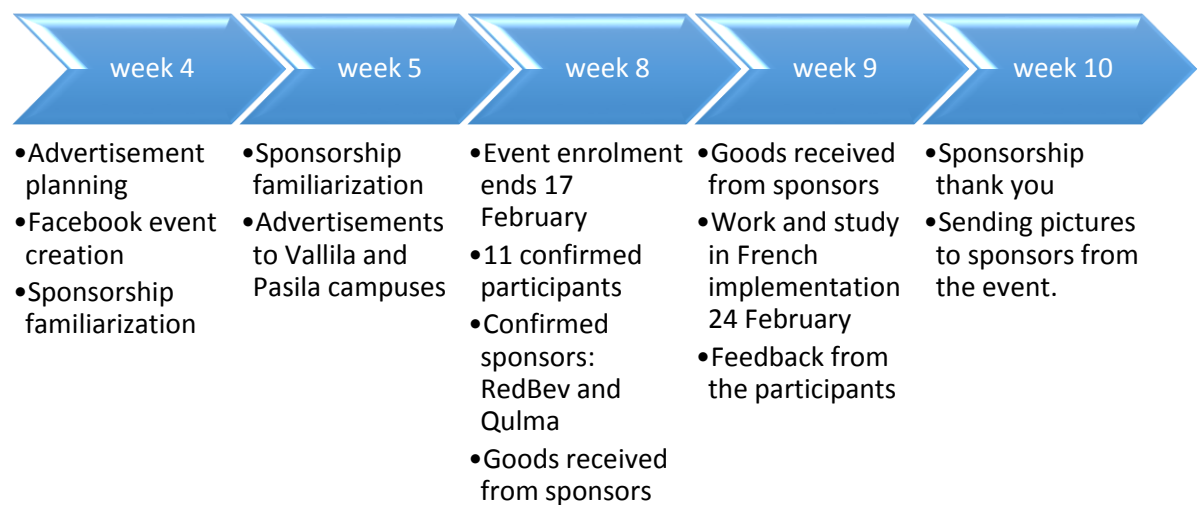 week 4
week 5
week 8
week 9
week 10
•Advertisement
planning
•Facebook event
creation
•Sponsorship
familiarization
•Sponsorship
familiarization
•Advertisements
to Vallila and
Pasila campuses
•Event enrolment
ends 17
February
•11 confirmed
participants
•Confirmed
sponsors:
RedBev and
Qulma
•Goods received
from sponsors
•Goods received
from sponsors
•Work and study
in French
implementation
24 February
•Feedback from
the participants
•Sponsorship
thank you
•Sending pictures
to sponsors from
the event.